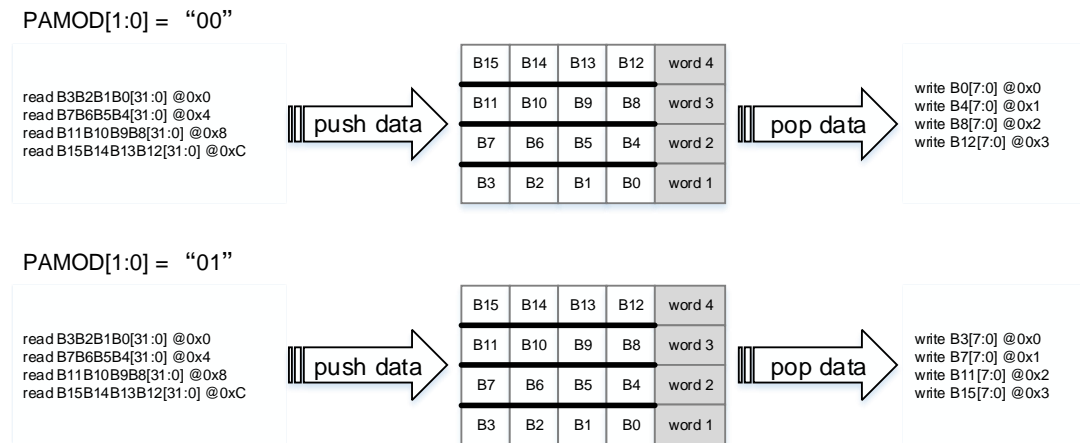 PAMOD[1:0] = “00”
read B3B2B1B0[31:0] @0x0
read B7B6B5B4[31:0] @0x4
read B11B10B9B8[31:0] @0x8
read B15B14B13B12[31:0] @0xC
push data
B15 B14 B13 B12 word 4
B11 B10 B9 B8 word 3
B7 B6 B5 B4 word 2
B3 B2 B1 B0 word 1
pop data
write B0[7:0] @0x0
write B4[7:0] @0x1
write B8[7:0] @0x2
write B12[7:0] @0x3
PAMOD[1:0] = “01”
read B3B2B1B0[31:0] @0x0
read B7B6B5B4[31:0] @0x4
read B11B10B9B8[31:0] @0x8
read B15B14B13B12[31:0] @0xC
push data
B15 B14 B13 B12 word 4
B11 B10 B9 B8 word 3
B7 B6 B5 B4 word 2
B3 B2 B1 B0 word 1
pop data
write B3[7:0] @0x0
write B7[7:0] @0x1
write B11[7:0] @0x2
write B15[7:0] @0x3